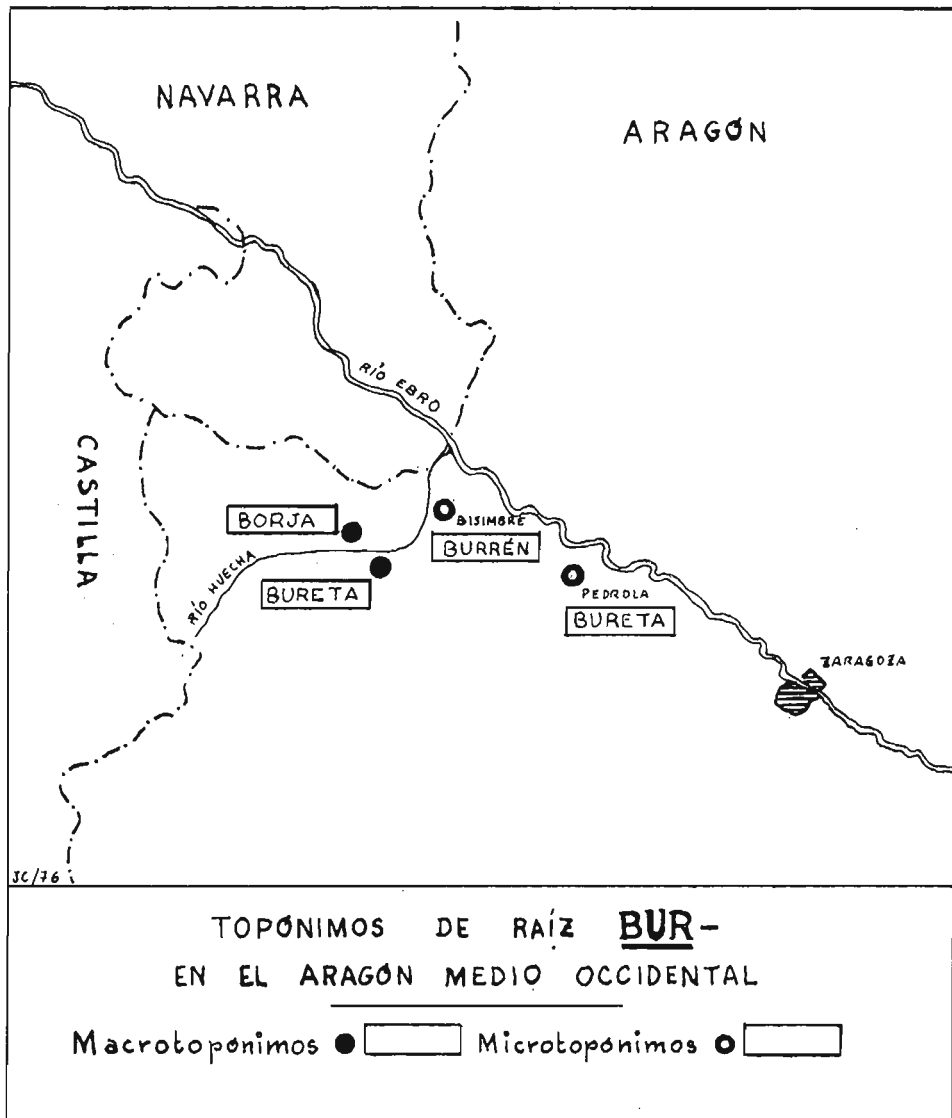 NAVARRA
ARAGÓN
RÍO EBRO
CASTILLA
BORJA
BISIMBRE
BURRÉN
RÍO HUECHA
BURETA
PEDROLA
BURETA
ZARAGOZA
JC/76
TOPÓNIMOS DE RAÍZ BUR-
EN EL ARAGÓN MEDIO OCCIDENTAL
Macrotopónimos Microtopónimos